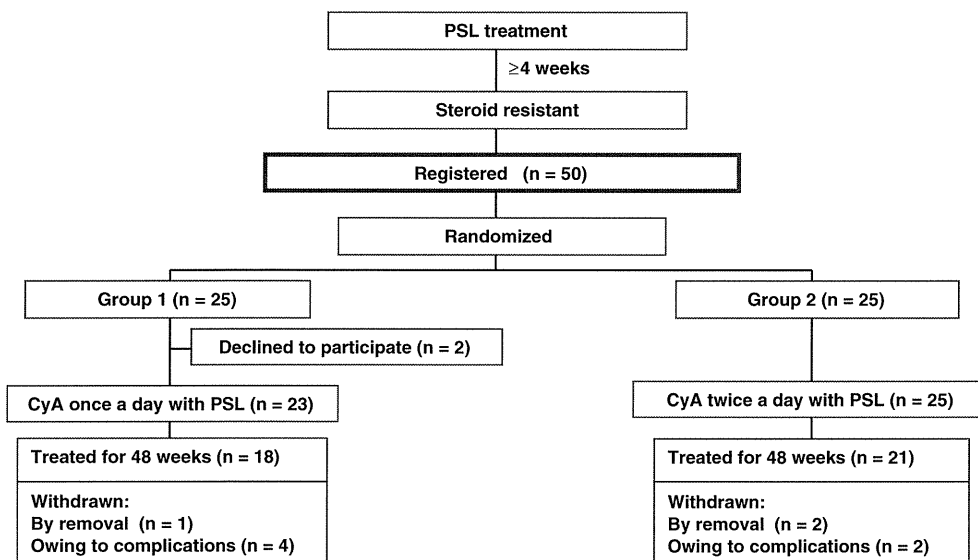 PSL treatment
≥4 weeks
Steroid resistant
Registered (n = 50)
Randomized
Group 1 (n = 25)
Group 2 (n = 25)
Declined to participate (n = 2)
CyA once a day with PSL (n = 23)
CyA twice a day with PSL (n = 25)
Treated for 48 weeks (n = 18)
Withdrawn:
By removal (n = 1)
Owing to complications (n = 4)
Treated for 48 weeks (n = 21)
Withdrawn:
By removal (n = 2)
Owing to complications (n = 2)